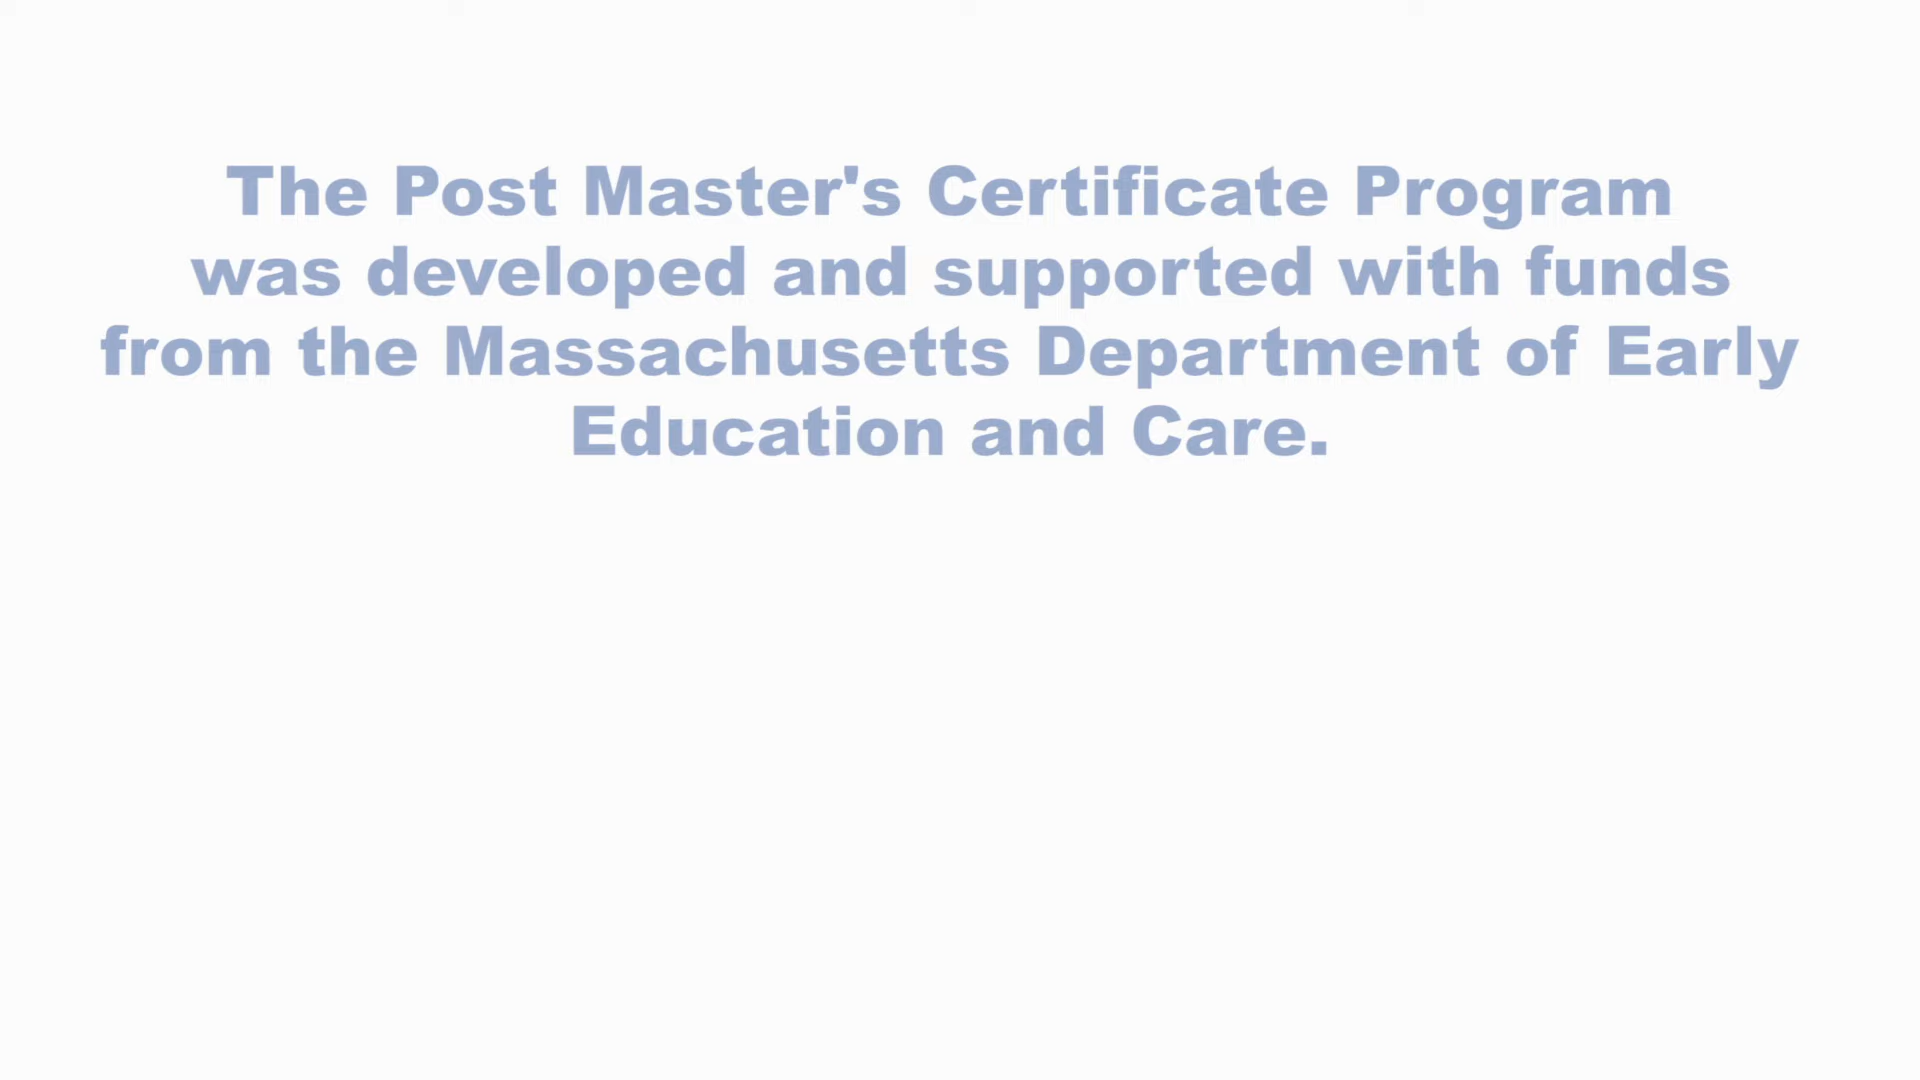 The Post Master's Certificate Program
was developed and supported with funds
from the Massachusetts Department of Early
Education and Care.